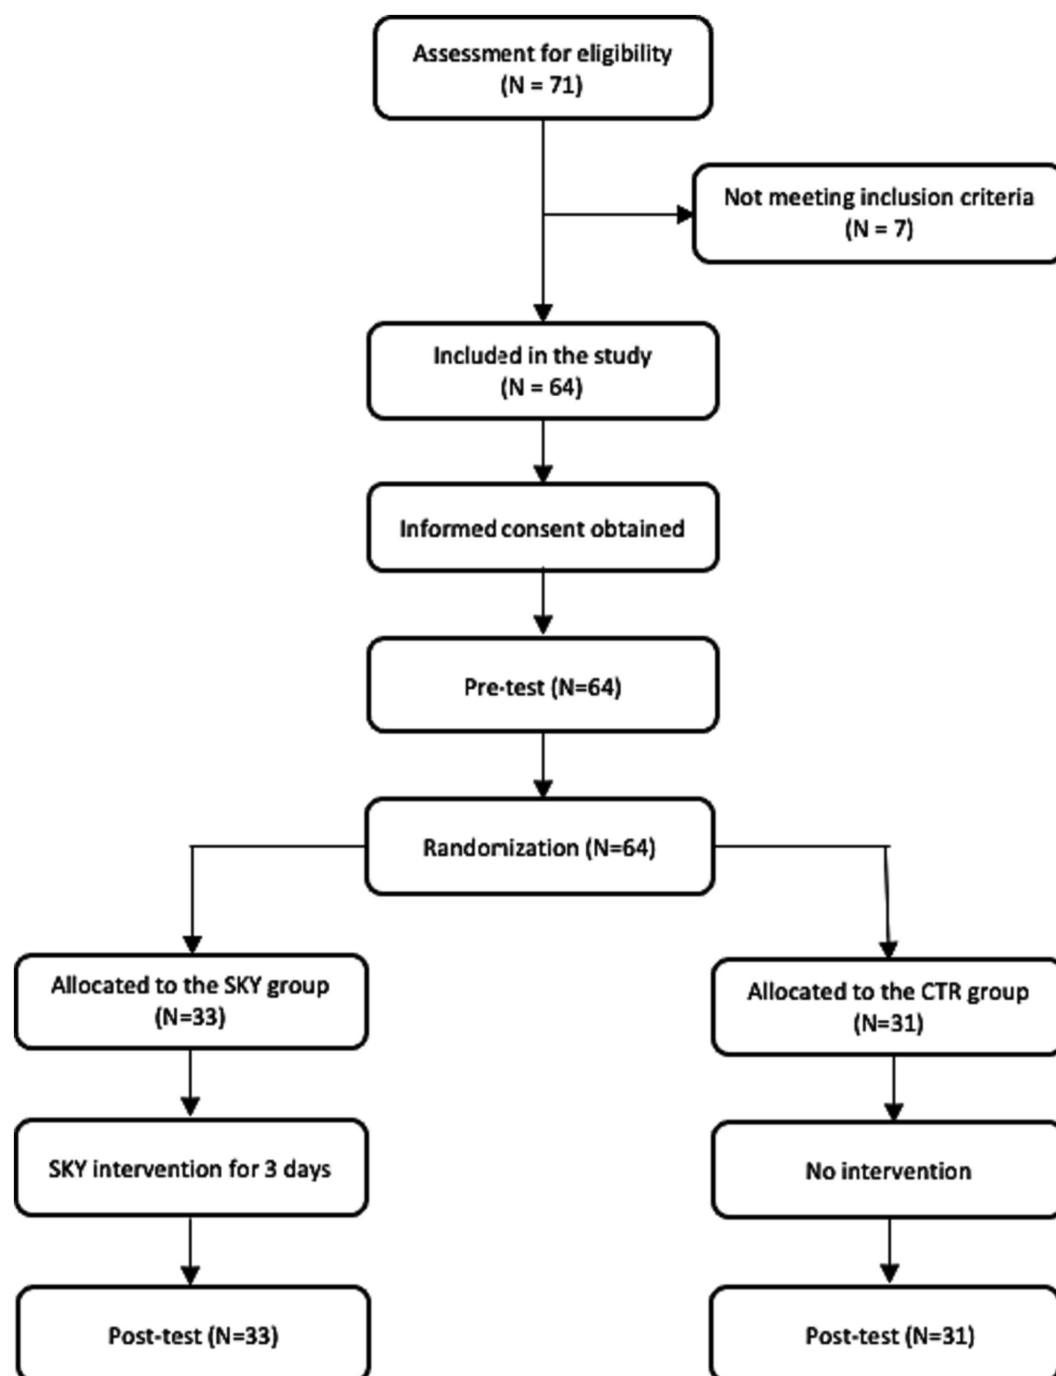 Assessment for eligibility
(N = 71)
Not meeting inclusion criteria
(N = 7)
Included in the study
(N = 64)
Informed consent obtained
Pre-test (N=64)
Randomization (N=64)
Allocated to the SKY group
(N=33)
Allocated to the CTR group
(N=31)
SKY intervention for 3 days
No intervention
Post-test (N=33)
Post-test (N=31)